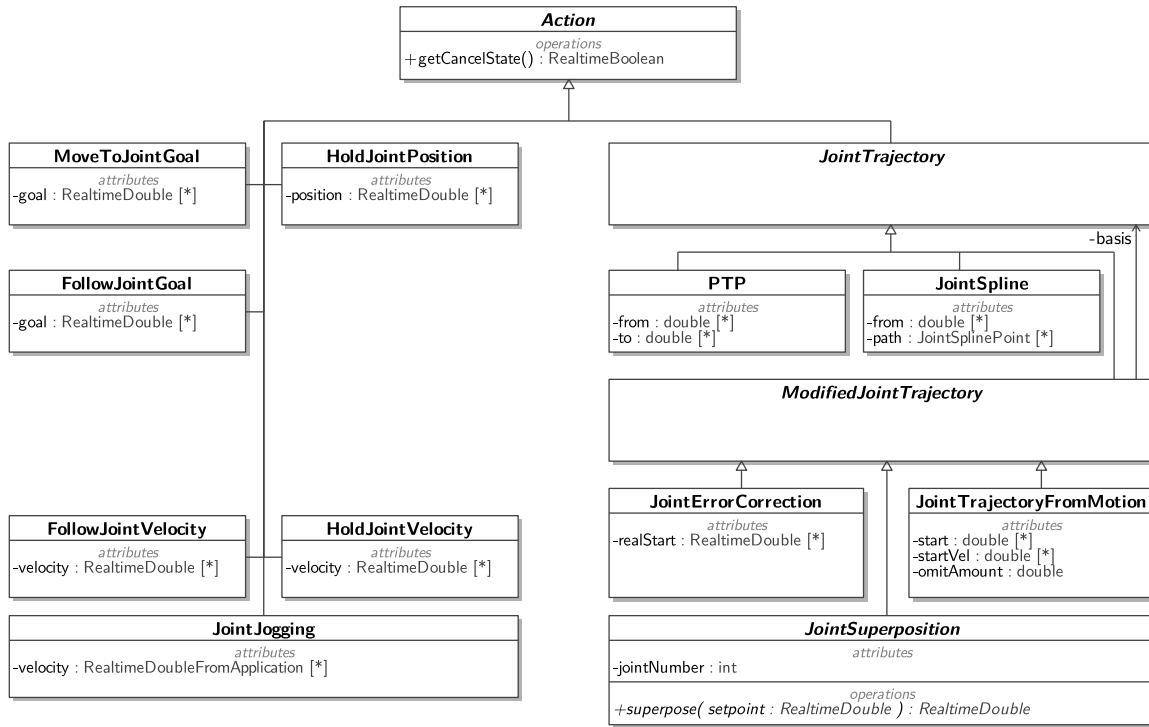 Action
operations
+getCancelState() : RealtimeBoolean
MoveToJointGoal
attributes
-goal : RealtimeDouble [*]
HoldJointPosition
attributes
-position : RealtimeDouble [*]
JointTrajectory
-basis
FollowJointGoal
attributes
-goal : RealtimeDouble [*]
PTP
attributes
-from : double [*]
-to : double [*]
JointSpline
attributes
-from : double [*]
-path : JointSplinePoint [*]
ModifiedJointTrajectory
FollowJointVelocity
attributes
-velocity : RealtimeDouble [*]
HoldJointVelocity
attributes
-velocity : RealtimeDouble [*]
JointErrorCorrection
attributes
-realStart : RealtimeDouble [*]
JointTrajectoryFromMotion
attributes
-start : double [*]
-startVel : double [*]
-omitAmount : double
JointJogging
attributes
-velocity : RealtimeDoubleFromApplication [*]
JointSuperposition
attributes
-jointNumber : int
operations
+superpose( setpoint : RealtimeDouble ) : RealtimeDouble